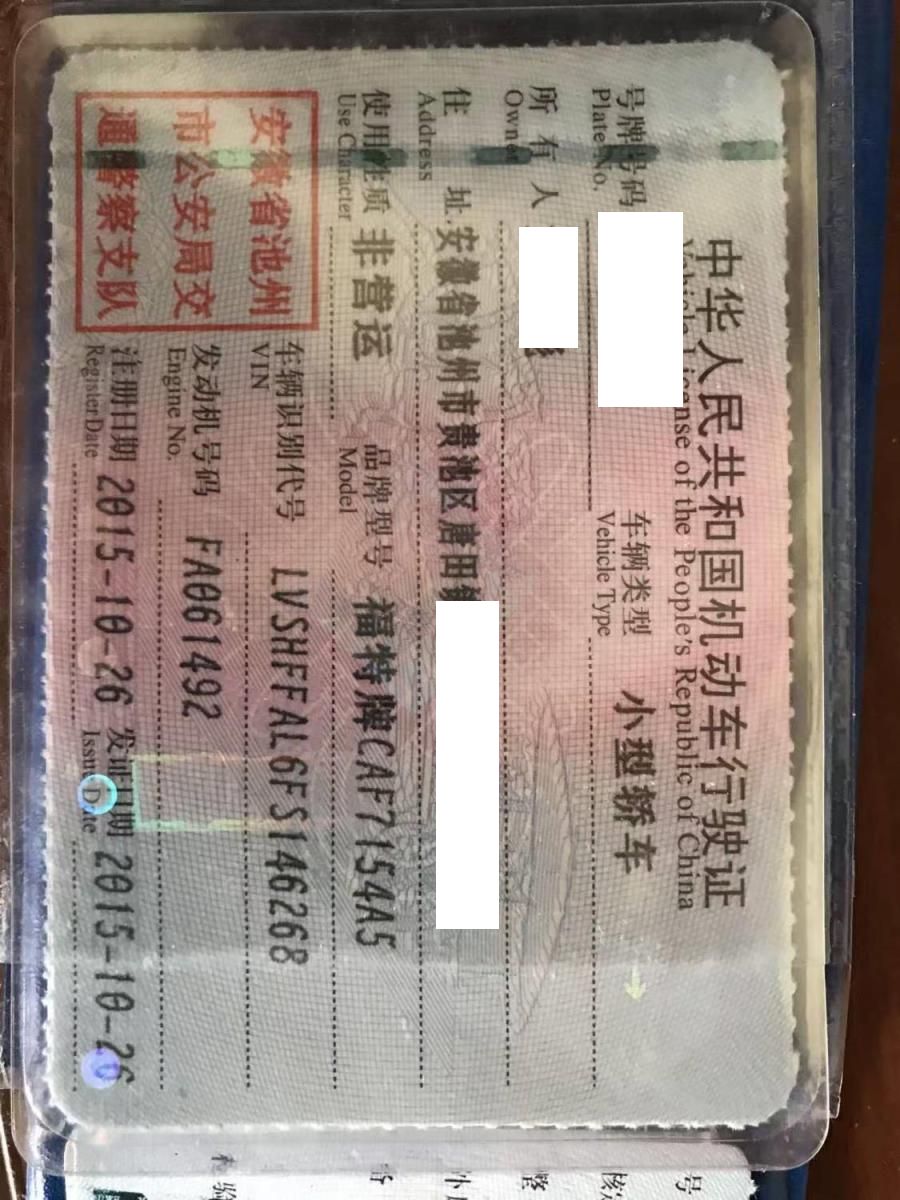 中华人民共和国机动车行驶证
Vehicle License of the People's Republic of China
号牌号码 车辆类型 小型轿车
Plate No. Vehicle Type
所有人
Owner
住址 安徽省池州市贵池区唐田
Address
使用性质 非营运 品牌型号 福特牌CAF7154A5
Use Character Model
安徽省池州
市公安局交
通警察支队
车辆识别代号 LVSHFFAL6FS146268
VIN
发动机号码 FA061492
Engine No.
注册日期 2015-10-26 发证日期 2015-10-26
Register Date Issue Date